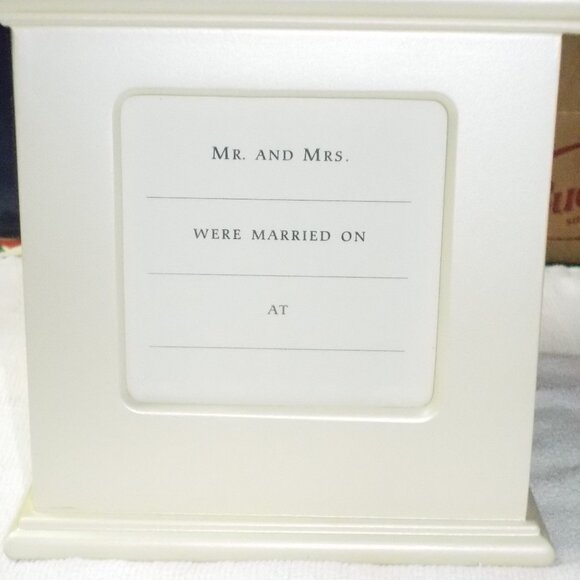 MR. AND MRS.
WERE MARRIED ON
AT